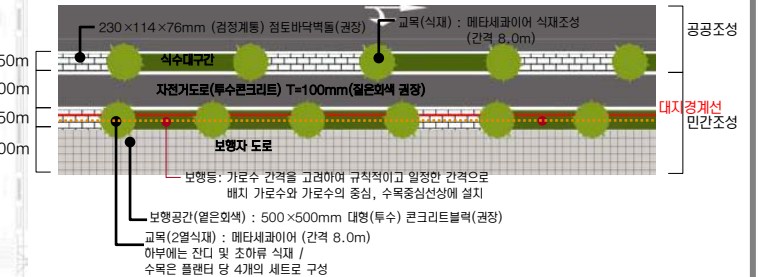 230×114×76mm (검정계통) 점토바닥벽돌(권장)
교목(식재) : 메타세콰이어 식재조성
(간격 8.0m)
공공조성
식수대구간
자전거도로(투수콘크리트) T=100mm(짙은회색 권장)
대지경계선
민간조성
보행자 도로
보행등: 가로수 간격을 고려하여 규칙적이고 일정한 간격으로
배치 가로수와 가로수의 중심, 수목중심선상에 설치
보행공간(옅은회색) : 500×500mm 대형(투수) 콘크리트블럭(권장)
교목(2열식재) : 메타세콰이어 (간격 8.0m)
하부에는 잔디 및 초하류 식재 /
수목은 플랜터 당 4개의 세트로 구성